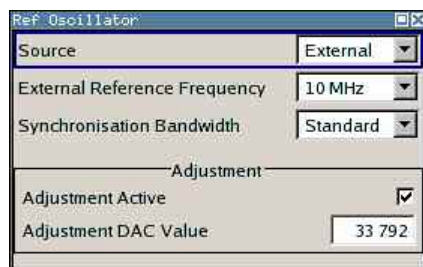 Ref Oscillator
Source External
External Reference Frequency 10 MHz
Synchronisation Bandwidth Standard
Adjustment
Adjustment Active
Adjustment DAC Value 33 792